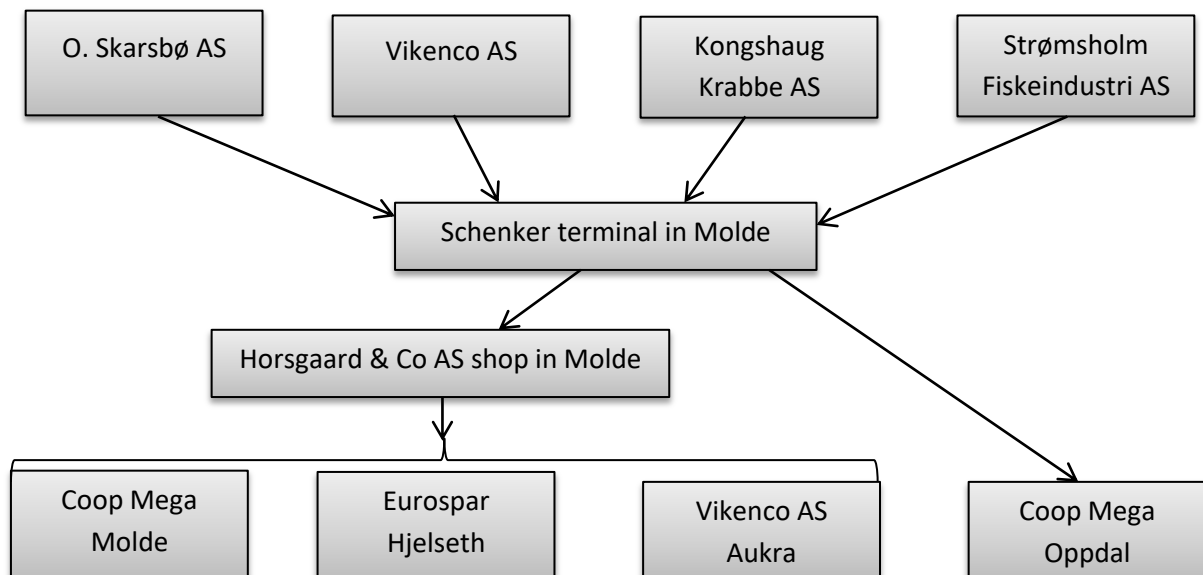 O. Skarsbø AS
Vikenco AS
Kongshaug
Krabbe AS
Strømsholm
Fiskeindustri AS
Schenker terminal in Molde
Horsgaard & Co AS shop in Molde
Coop Mega
Molde
Eurospar
Hjelseth
Vikenco AS
Aukra
Coop Mega
Oppdal